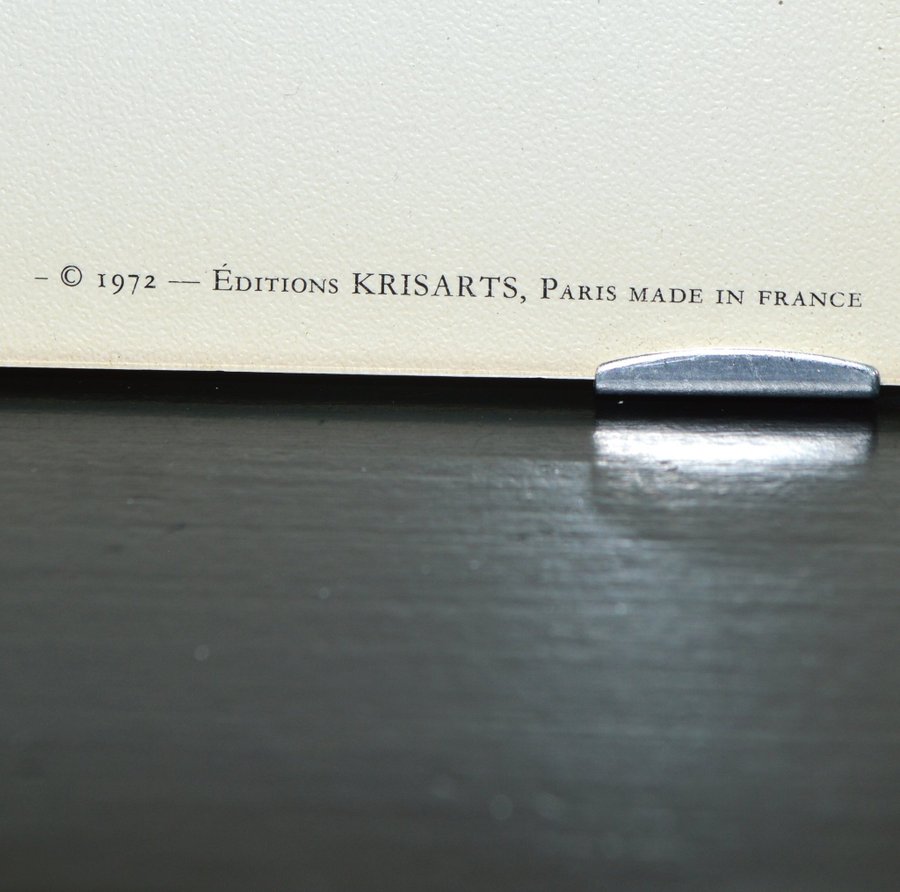 – © 1972 — Éditions KRISARTS, Paris MADE IN FRANCE